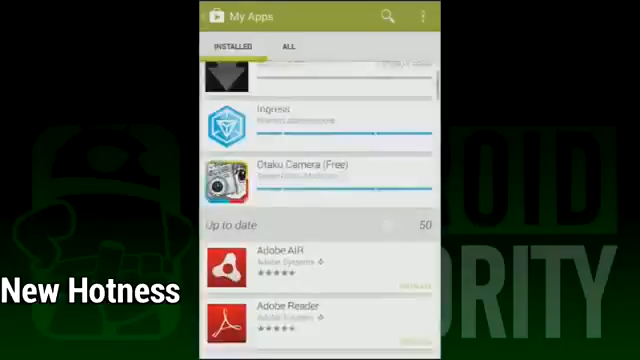 My Apps
INSTALLED ALL
Ingress
Otaku Camera (Free)
Up to date 50
Adobe AIR
Adobe Systems
New Hotness
Adobe Reader
Adobe Systems
ORITY